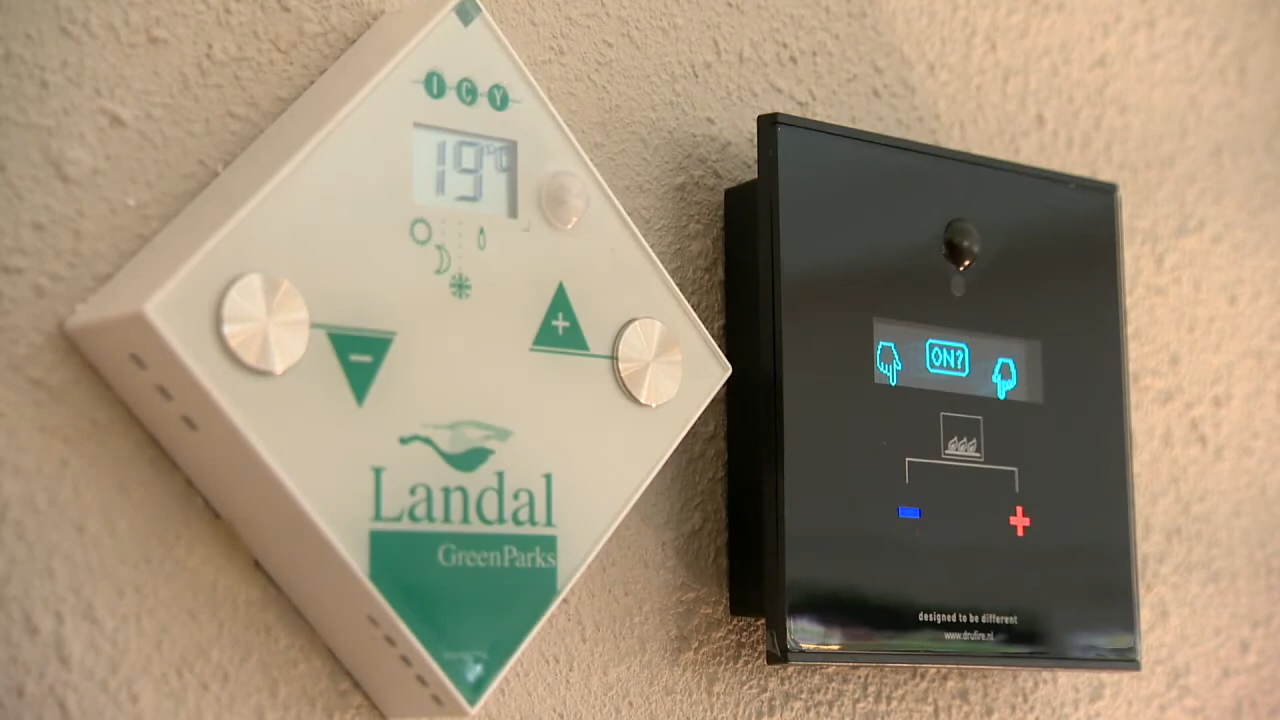 ICY
19°C
-
+
Landal
GreenParks
ON?
-
+
designed to be different
www.drufire.nl